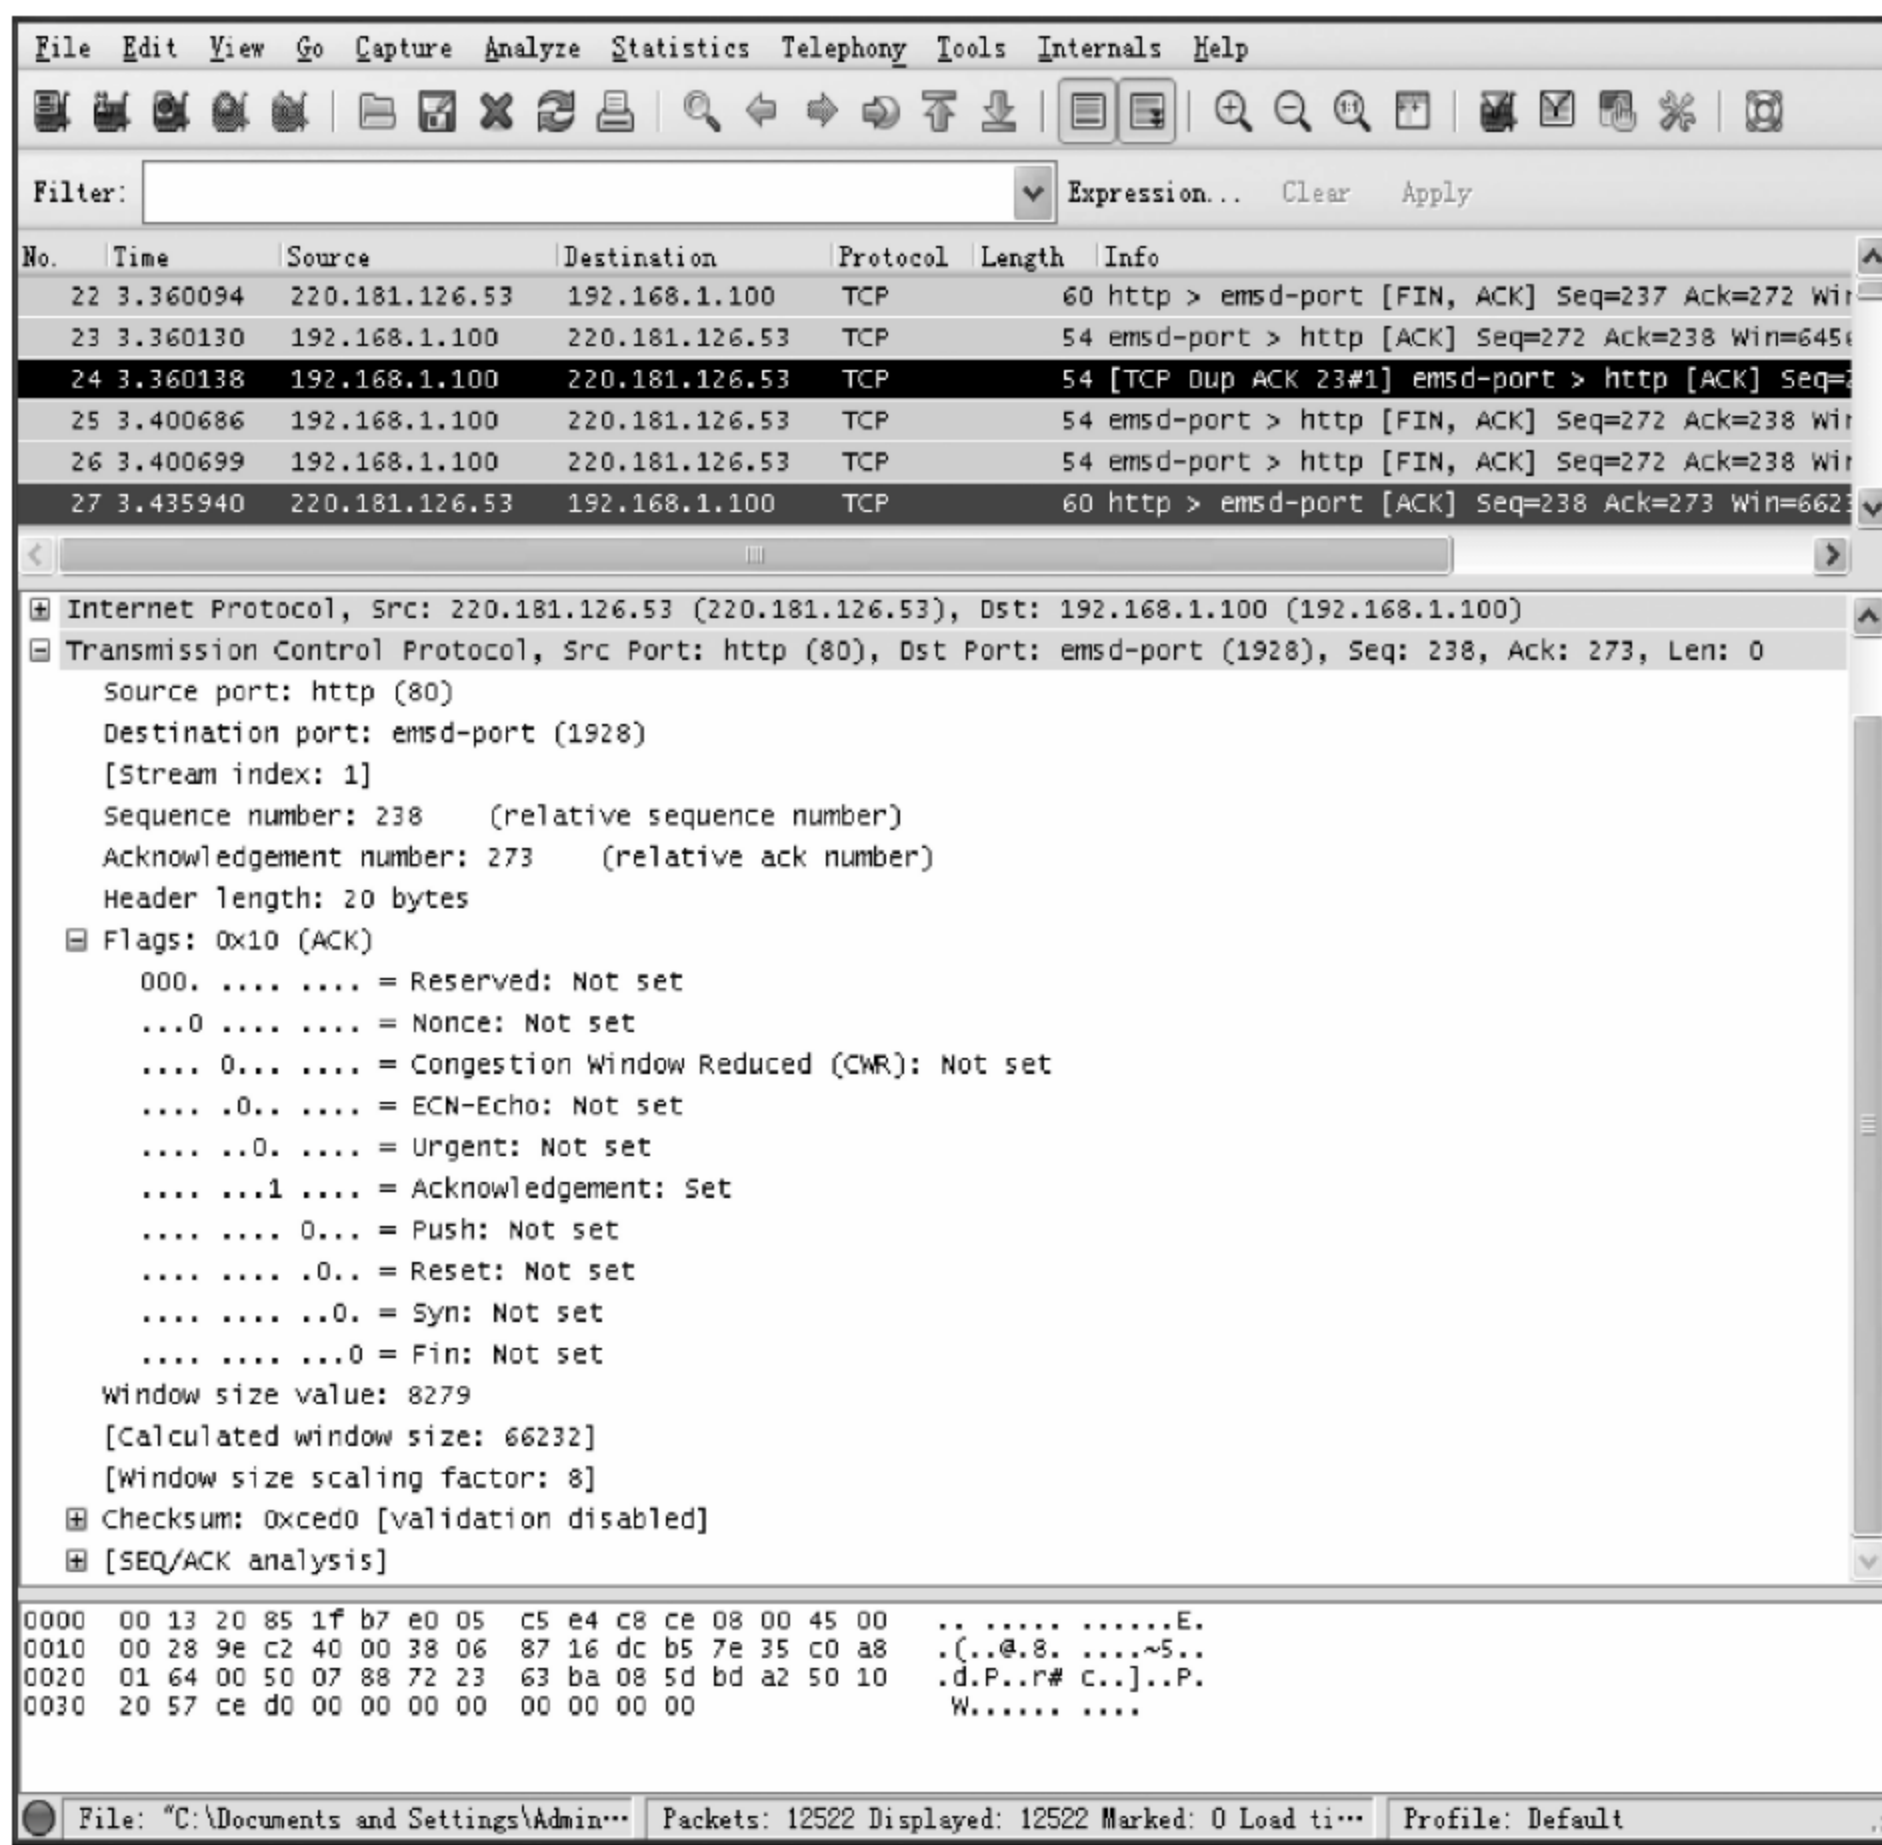 File Edit View Go Capture Analyze Statistics Telephony Tools Internals Help
Filter: Expression... Clear Apply
No. Time Source Destination Protocol Length Info
22 3.360094 220.181.126.53 192.168.1.100 TCP 60 http > emsd-port [FIN, ACK] Seq=237 Ack=272 Wir
23 3.360130 192.168.1.100 220.181.126.53 TCP 54 emsd-port > http [ACK] Seq=272 Ack=238 Win=645
24 3.360138 192.168.1.100 220.181.126.53 TCP 54 [TCP Dup ACK 23#1] emsd-port > http [ACK] Seq=2
25 3.400686 192.168.1.100 220.181.126.53 TCP 54 emsd-port > http [FIN, ACK] Seq=272 Ack=238 Wir
26 3.400699 192.168.1.100 220.181.126.53 TCP 54 emsd-port > http [FIN, ACK] Seq=272 Ack=238 Wir
27 3.435940 220.181.126.53 192.168.1.100 TCP 60 http > emsd-port [ACK] Seq=238 Ack=273 Win=6623
Internet Protocol, Src: 220.181.126.53 (220.181.126.53), Dst: 192.168.1.100 (192.168.1.100)
Transmission Control Protocol, Src Port: http (80), Dst Port: emsd-port (1928), Seq: 238, Ack: 273, Len: 0
Source port: http (80)
Destination port: emsd-port (1928)
[Stream index: 1]
Sequence number: 238 (relative sequence number)
Acknowledgement number: 273 (relative ack number)
Header length: 20 bytes
Flags: 0x10 (ACK)
000. .... .... = Reserved: Not set
...0 .... .... = Nonce: Not set
.... 0... .... = Congestion Window Reduced (CWR): Not set
.... .0.. .... = ECN-Echo: Not set
.... ..0. .... = Urgent: Not set
.... ...1 .... = Acknowledgement: Set
.... .... 0... = Push: Not set
.... .... .0.. = Reset: Not set
.... .... ..0. = Syn: Not set
.... .... ...0 = Fin: Not set
Window size value: 8279
[Calculated window size: 66232]
[Window size scaling factor: 8]
Checksum: 0xced0 [validation disabled]
[SEQ/ACK analysis]
0000 00 13 20 85 1f b7 e0 05 c5 e4 c8 ce 08 00 45 00 .. ..... ......E.
0010 00 28 9e c2 40 00 38 06 87 16 dc b5 7e 35 c0 a8 .(..@.8. ....~5..
0020 01 64 00 50 07 88 72 23 63 ba 08 5d bd a2 50 10 .d.P..r# c..]..P.
0030 20 57 ce d0 00 00 00 00 00 00 00 00 W...... ....
File: "C:\Documents and Settings\Admin··· Packets: 12522 Displayed: 12522 Marked: 0 Load ti··· Profile: Default